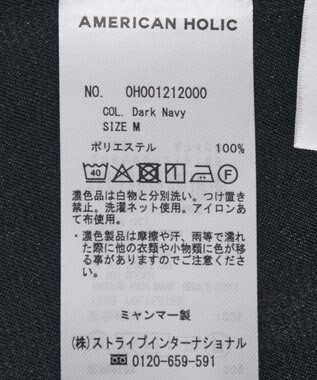 AMERICAN HOLIC
NO. 0H001212000
COL. Dark Navy
SIZE M
ポリエステル 100%
40 F
濃色品は白物と分別洗い。つけ置き
禁止。洗濯ネット使用。アイロンあ
て布使用。
・濃色製品は摩擦や汗、雨等で濡れ
た際に他の衣類や小物類に色が移
る事がありますのでご注意くださ
い。
ミャンマー製
(株)ストライプインターナショナル
0120-659-591